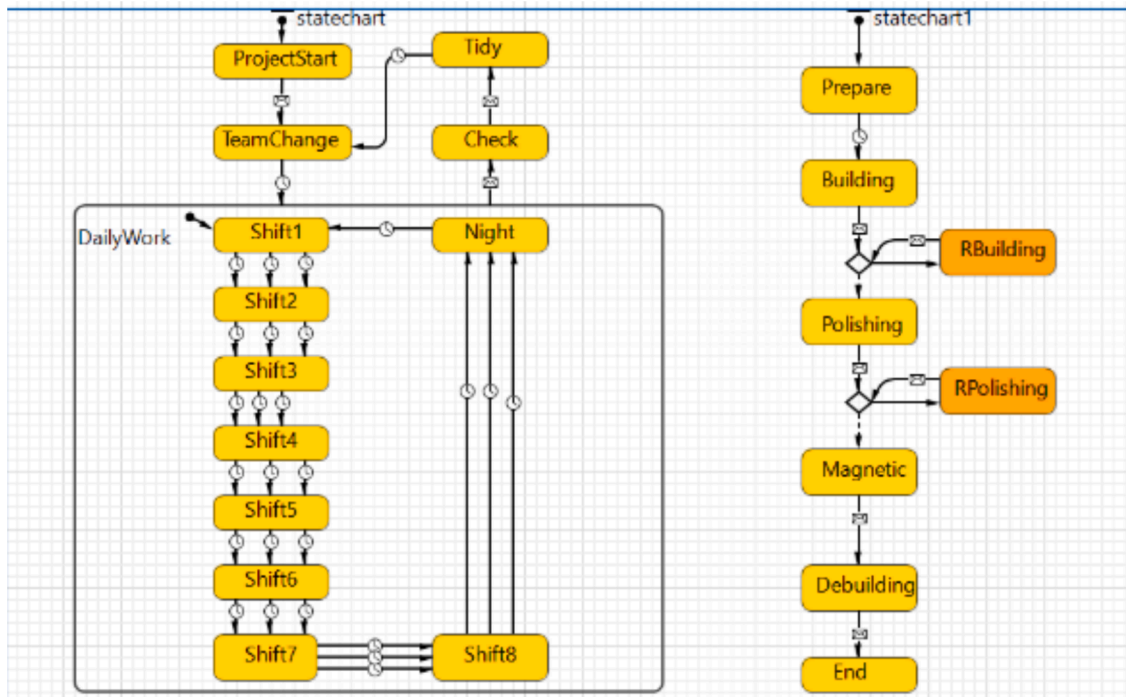 statechart
ProjectStart
Tidy
TeamChange
Check
DailyWork
Shift1
Night
Shift2
Shift3
Shift4
Shift5
Shift6
Shift7
Shift8
statechart1
Prepare
Building
RBuilding
Polishing
RPolishing
Magnetic
Debuilding
End